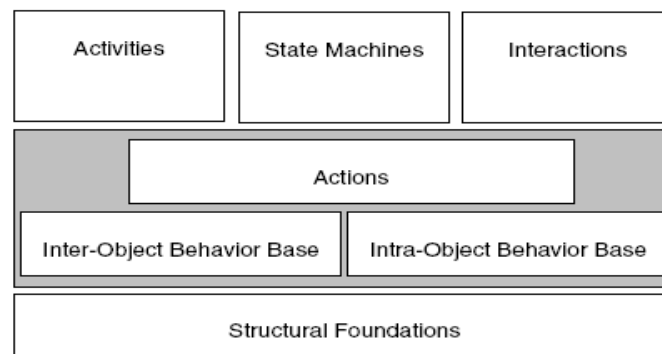 Activities
State Machines
Interactions
Actions
Inter-Object Behavior Base
Intra-Object Behavior Base
Structural Foundations